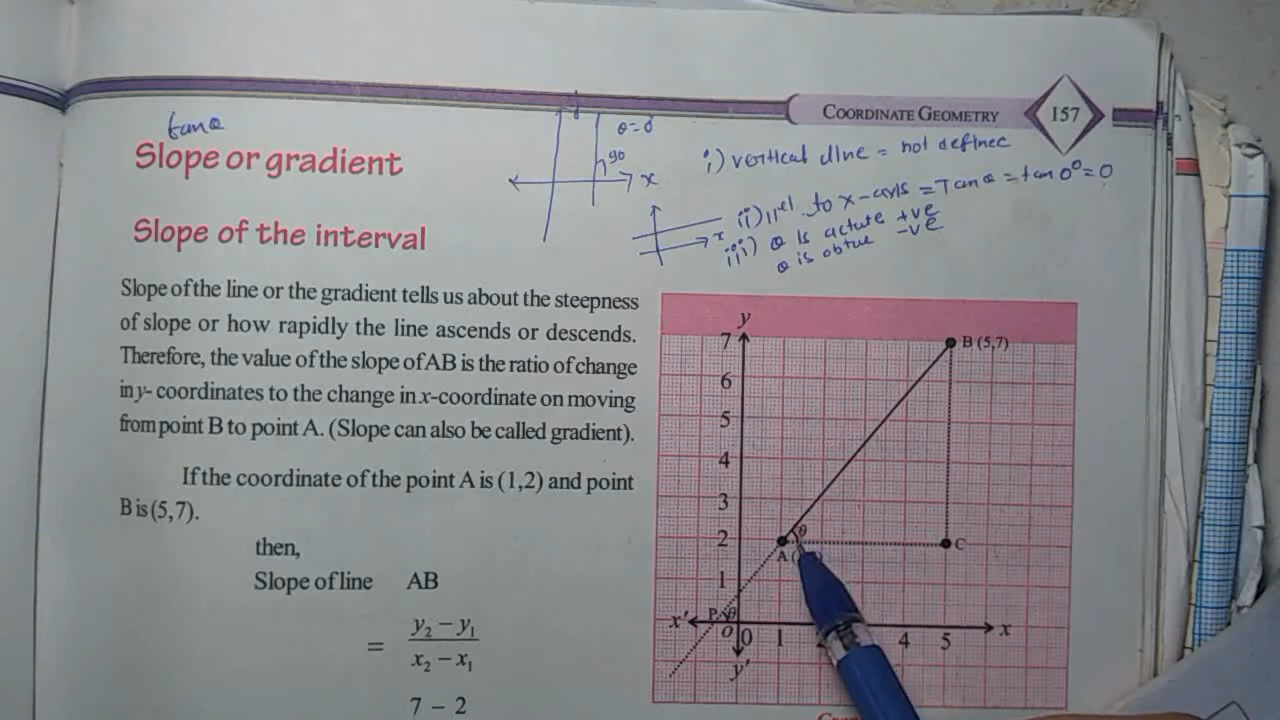 COORDINATE GEOMETRY 157
tanθ
Slope or gradient
y
θ=0
90
x
i) vertical line = not defined
ii) llel to x-axis = Tanθ = tan 0° = 0
x
iii) θ is actute +ve
θ is obtue -ve
Slope of the interval
Slope of the line or the gradient tells us about the steepness
of slope or how rapidly the line ascends or descends.
Therefore, the value of the slope of AB is the ratio of change
in y- coordinates to the change in x-coordinate on moving
from point B to point A. (Slope can also be called gradient).
If the coordinate of the point A is (1,2) and point
B is (5,7).
then,
Slope of line AB
= y₂ – y₁
x₂ – x₁
7 – 2
y
7 B (5,7)
6
5
4
3
θ
2 C
A
1
P θ
x' x
O 0 1 4 5
y'